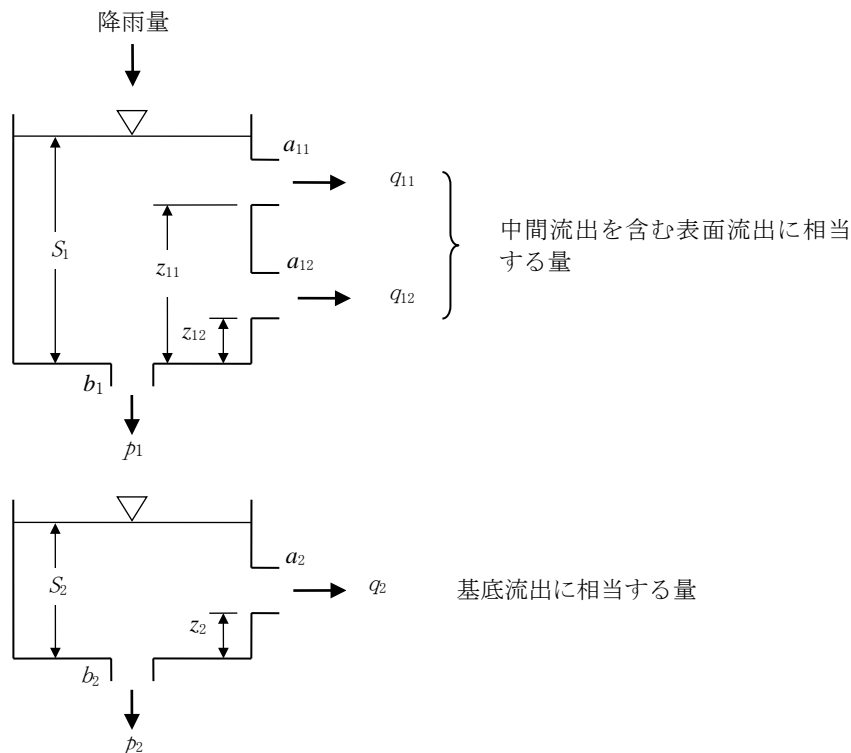 降雨量
a11
q11
S1
z11
中間流出を含む表面流出に相当
する量
a12
q12
z12
b1
p1
a2
S2
q2
基底流出に相当する量
z2
b2
p2